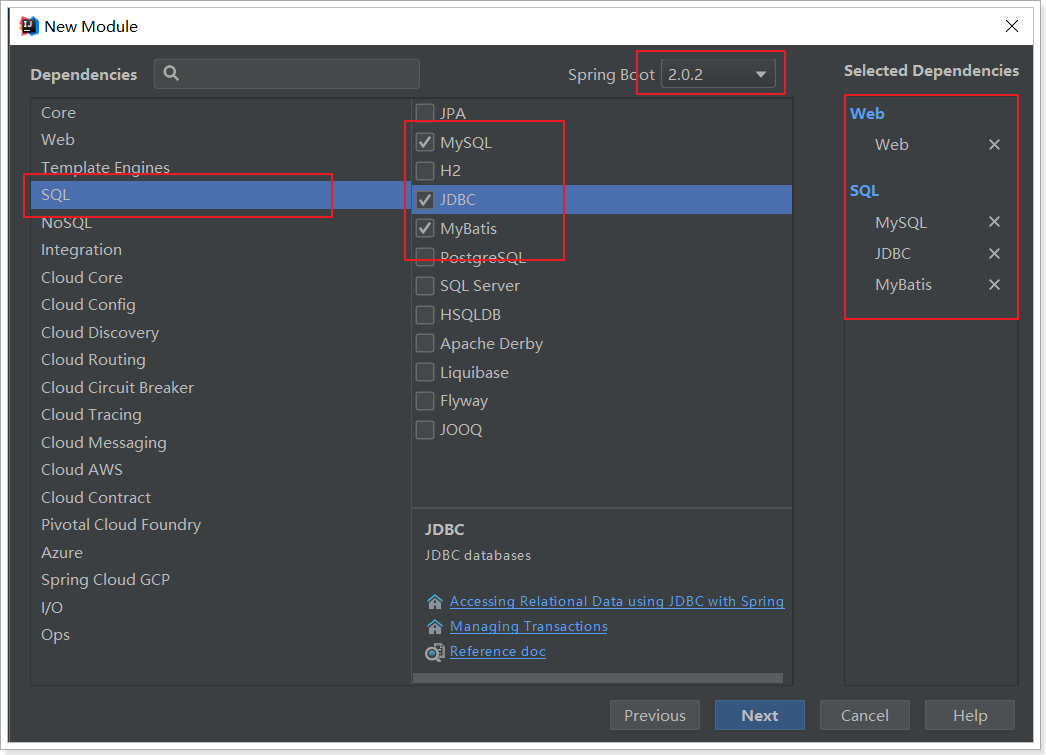 New Module
Dependencies
Spring Boot 2.0.2
Selected Dependencies
Core
Web
Template Engines
SQL
NoSQL
Integration
Cloud Core
Cloud Config
Cloud Discovery
Cloud Routing
Cloud Circuit Breaker
Cloud Tracing
Cloud Messaging
Cloud AWS
Cloud Contract
Pivotal Cloud Foundry
Azure
Spring Cloud GCP
I/O
Ops
JPA
MySQL
H2
JDBC
MyBatis
PostgreSQL
SQL Server
HSQLDB
Apache Derby
Liquibase
Flyway
JOOQ
JDBC
JDBC databases
Accessing Relational Data using JDBC with Spring
Managing Transactions
Reference doc
Web
Web
SQL
MySQL
JDBC
MyBatis
Previous
Next
Cancel
Help